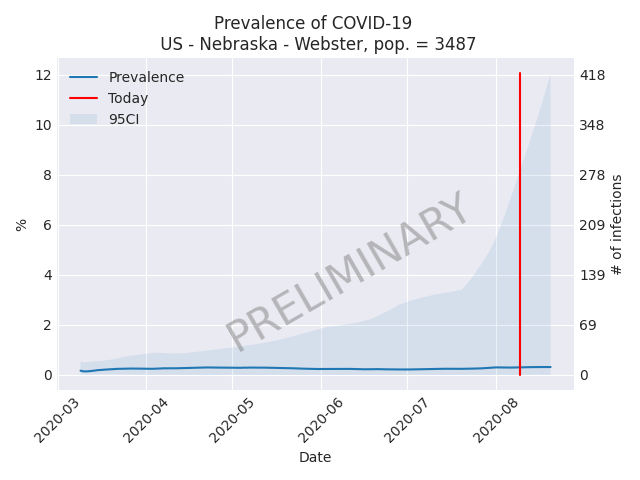 Prevalence of COVID-19
US - Nebraska - Webster, pop. = 3487
Prevalence
Today
95CI
12
10
8
6
4
2
0
%
418
348
278
209
139
69
0
# of infections
PRELIMINARY
2020-03
2020-04
2020-05
2020-06
2020-07
2020-08
Date